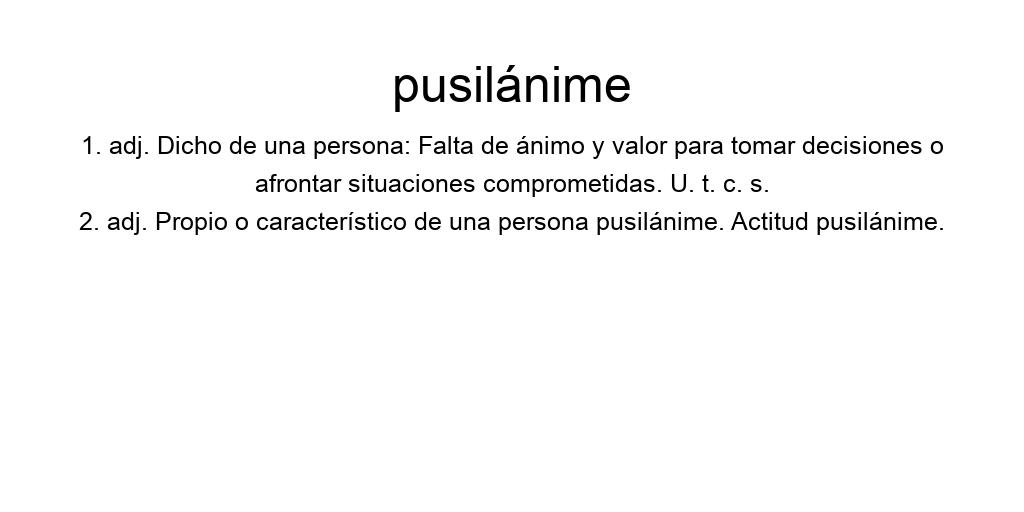 pusilánime
1. adj. Dicho de una persona: Falta de ánimo y valor para tomar decisiones o
afrontar situaciones comprometidas. U. t. c. s.
2. adj. Propio o característico de una persona pusilánime. Actitud pusilánime.